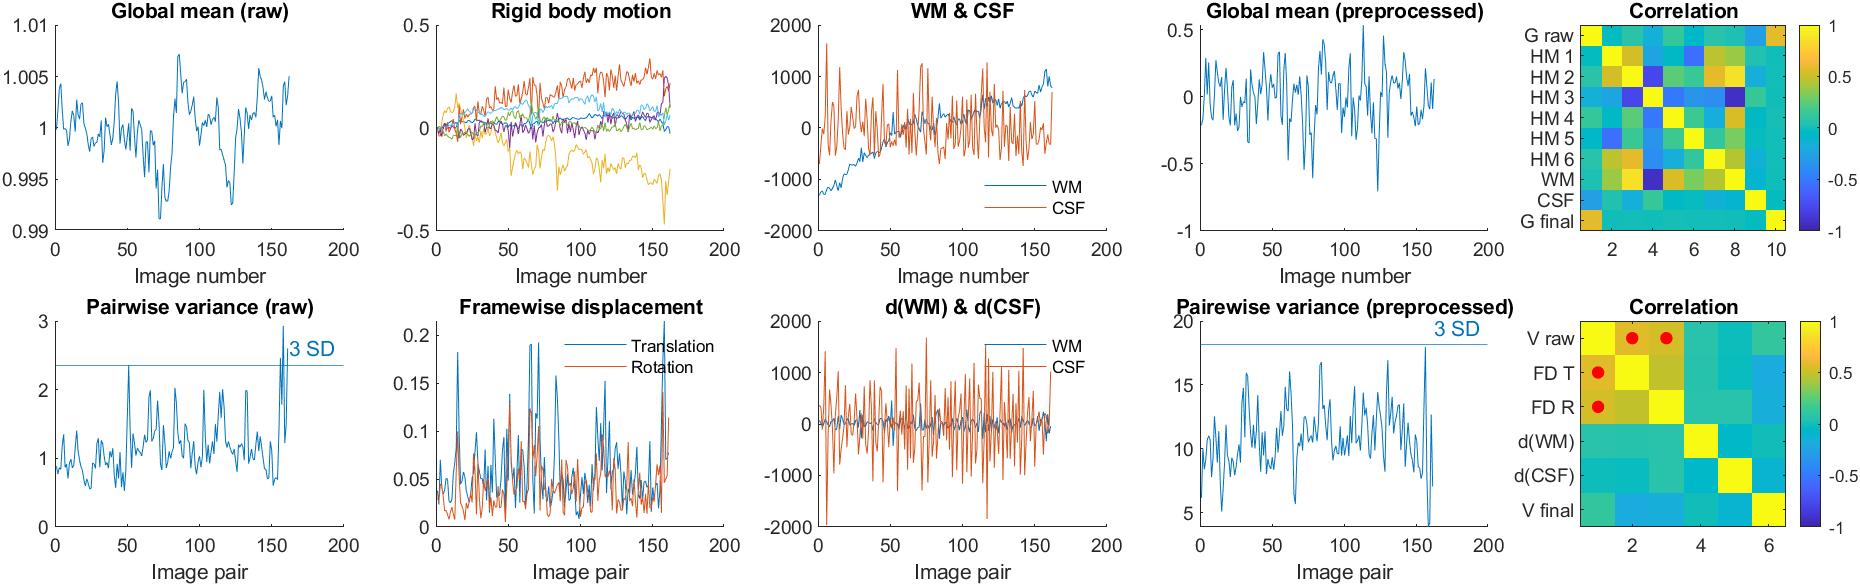 Global mean (raw)
1.01
1.005
1
0.995
0.99
0 50 100 150 200
Image number
Rigid body motion
0.5
0
-0.5
0 50 100 150 200
Image number
WM & CSF
2000
1000
0
-1000
-2000
WM
CSF
0 50 100 150 200
Image number
Global mean (preprocessed)
0.5
0
-0.5
-1
0 50 100 150 200
Image number
Correlation
G raw
HM 1
HM 2
HM 3
HM 4
HM 5
HM 6
WM
CSF
G final
2 4 6 8 10
1
0.5
0
-0.5
-1
Pairwise variance (raw)
3
2
1
0
3 SD
0 50 100 150 200
Image pair
Framewise displacement
0.2
0.15
0.1
0.05
0
Translation
Rotation
0 50 100 150 200
Image pair
d(WM) & d(CSF)
2000
1000
0
-1000
-2000
WM
CSF
0 50 100 150 200
Image pair
Pairewise variance (preprocessed)
20
15
10
5
3 SD
0 50 100 150 200
Image pair
Correlation
V raw
FD T
FD R
d(WM)
d(CSF)
V final
2 4 6
1
0.5
0
-0.5
-1